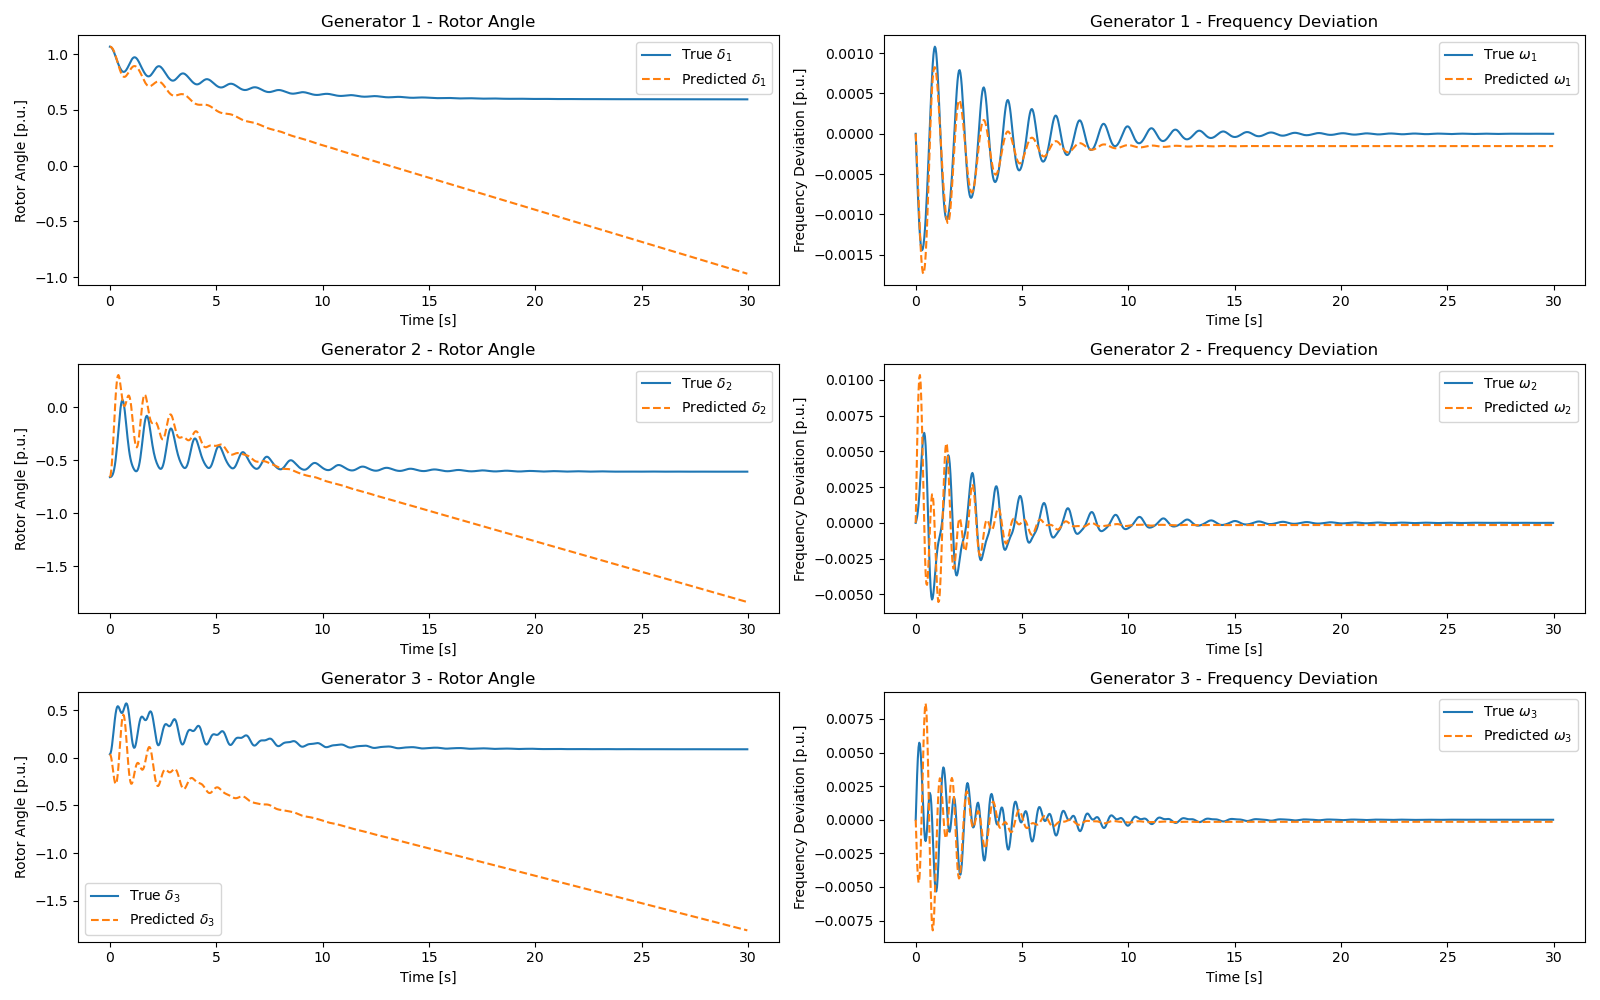 Generator 1 - Rotor Angle
Rotor Angle [p.u.]
1.0
0.5
0.0
−0.5
−1.0
True δ₁
Predicted δ₁
0 5 10 15 20 25 30
Time [s]
Generator 1 - Frequency Deviation
Frequency Deviation [p.u.]
0.0010
0.0005
0.0000
−0.0005
−0.0010
−0.0015
True ω₁
Predicted ω₁
0 5 10 15 20 25 30
Time [s]
Generator 2 - Rotor Angle
Rotor Angle [p.u.]
0.0
−0.5
−1.0
−1.5
True δ₂
Predicted δ₂
0 5 10 15 20 25 30
Time [s]
Generator 2 - Frequency Deviation
Frequency Deviation [p.u.]
0.0100
0.0075
0.0050
0.0025
0.0000
−0.0025
−0.0050
True ω₂
Predicted ω₂
0 5 10 15 20 25 30
Time [s]
Generator 3 - Rotor Angle
Rotor Angle [p.u.]
0.5
0.0
−0.5
−1.0
−1.5
True δ₃
Predicted δ₃
0 5 10 15 20 25 30
Time [s]
Generator 3 - Frequency Deviation
Frequency Deviation [p.u.]
0.0075
0.0050
0.0025
0.0000
−0.0025
−0.0050
−0.0075
True ω₃
Predicted ω₃
0 5 10 15 20 25 30
Time [s]